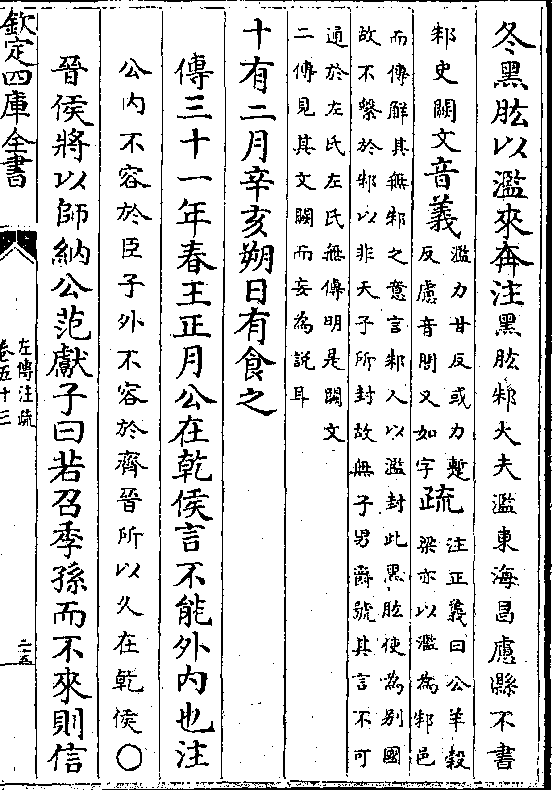 冬黑肱以濫來奔注黑肱邾大夫濫東海昌慮縣不書
邾史闕文音義濫力甘反或力蹔反慮音閭又如字疏注正義曰公羊穀梁亦以濫為邾邑
而傳解其無邾之意言邾人以濫封此黑肱使為別國
故不繫於邾以非天子所封故無子男爵號其言不可
通於左氏左氏無傳明是闕文
二傳見其文闕而妄為説耳
十有二月辛亥朔日有食之
傳三十一年春王正月公在乾侯言不能外内也注
公内不容於臣子外不容於齊晉所以久在乾侯〇
晉侯將以師納公范獻子曰若召季孫而不來則信
欽定四庫全書
左傳注疏
卷五十三
二五